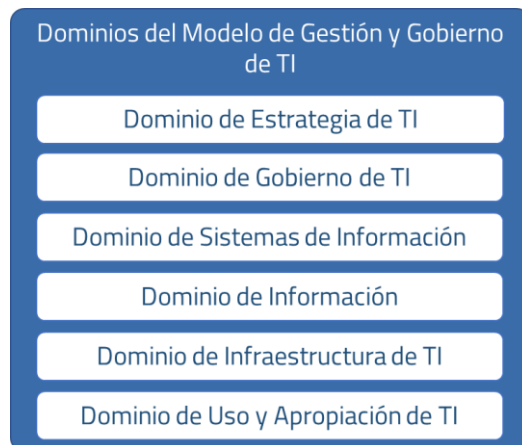 Dominios del Modelo de Gestión y Gobierno
de TI
Dominio de Estrategia de TI
Dominio de Gobierno de TI
Dominio de Sistemas de Información
Dominio de Información
Dominio de Infraestructura de TI
Dominio de Uso y Apropiación de TI